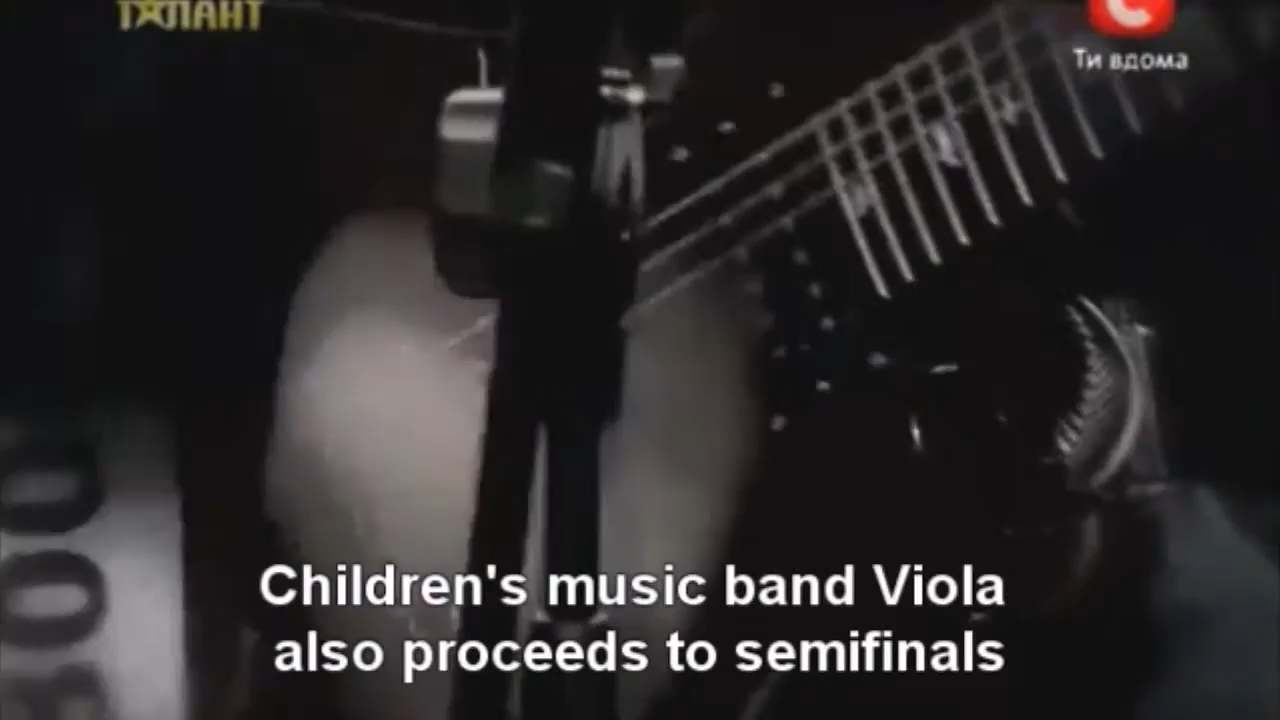 ТАЛАНТ
Ти вдома
Children's music band Viola
also proceeds to semifinals